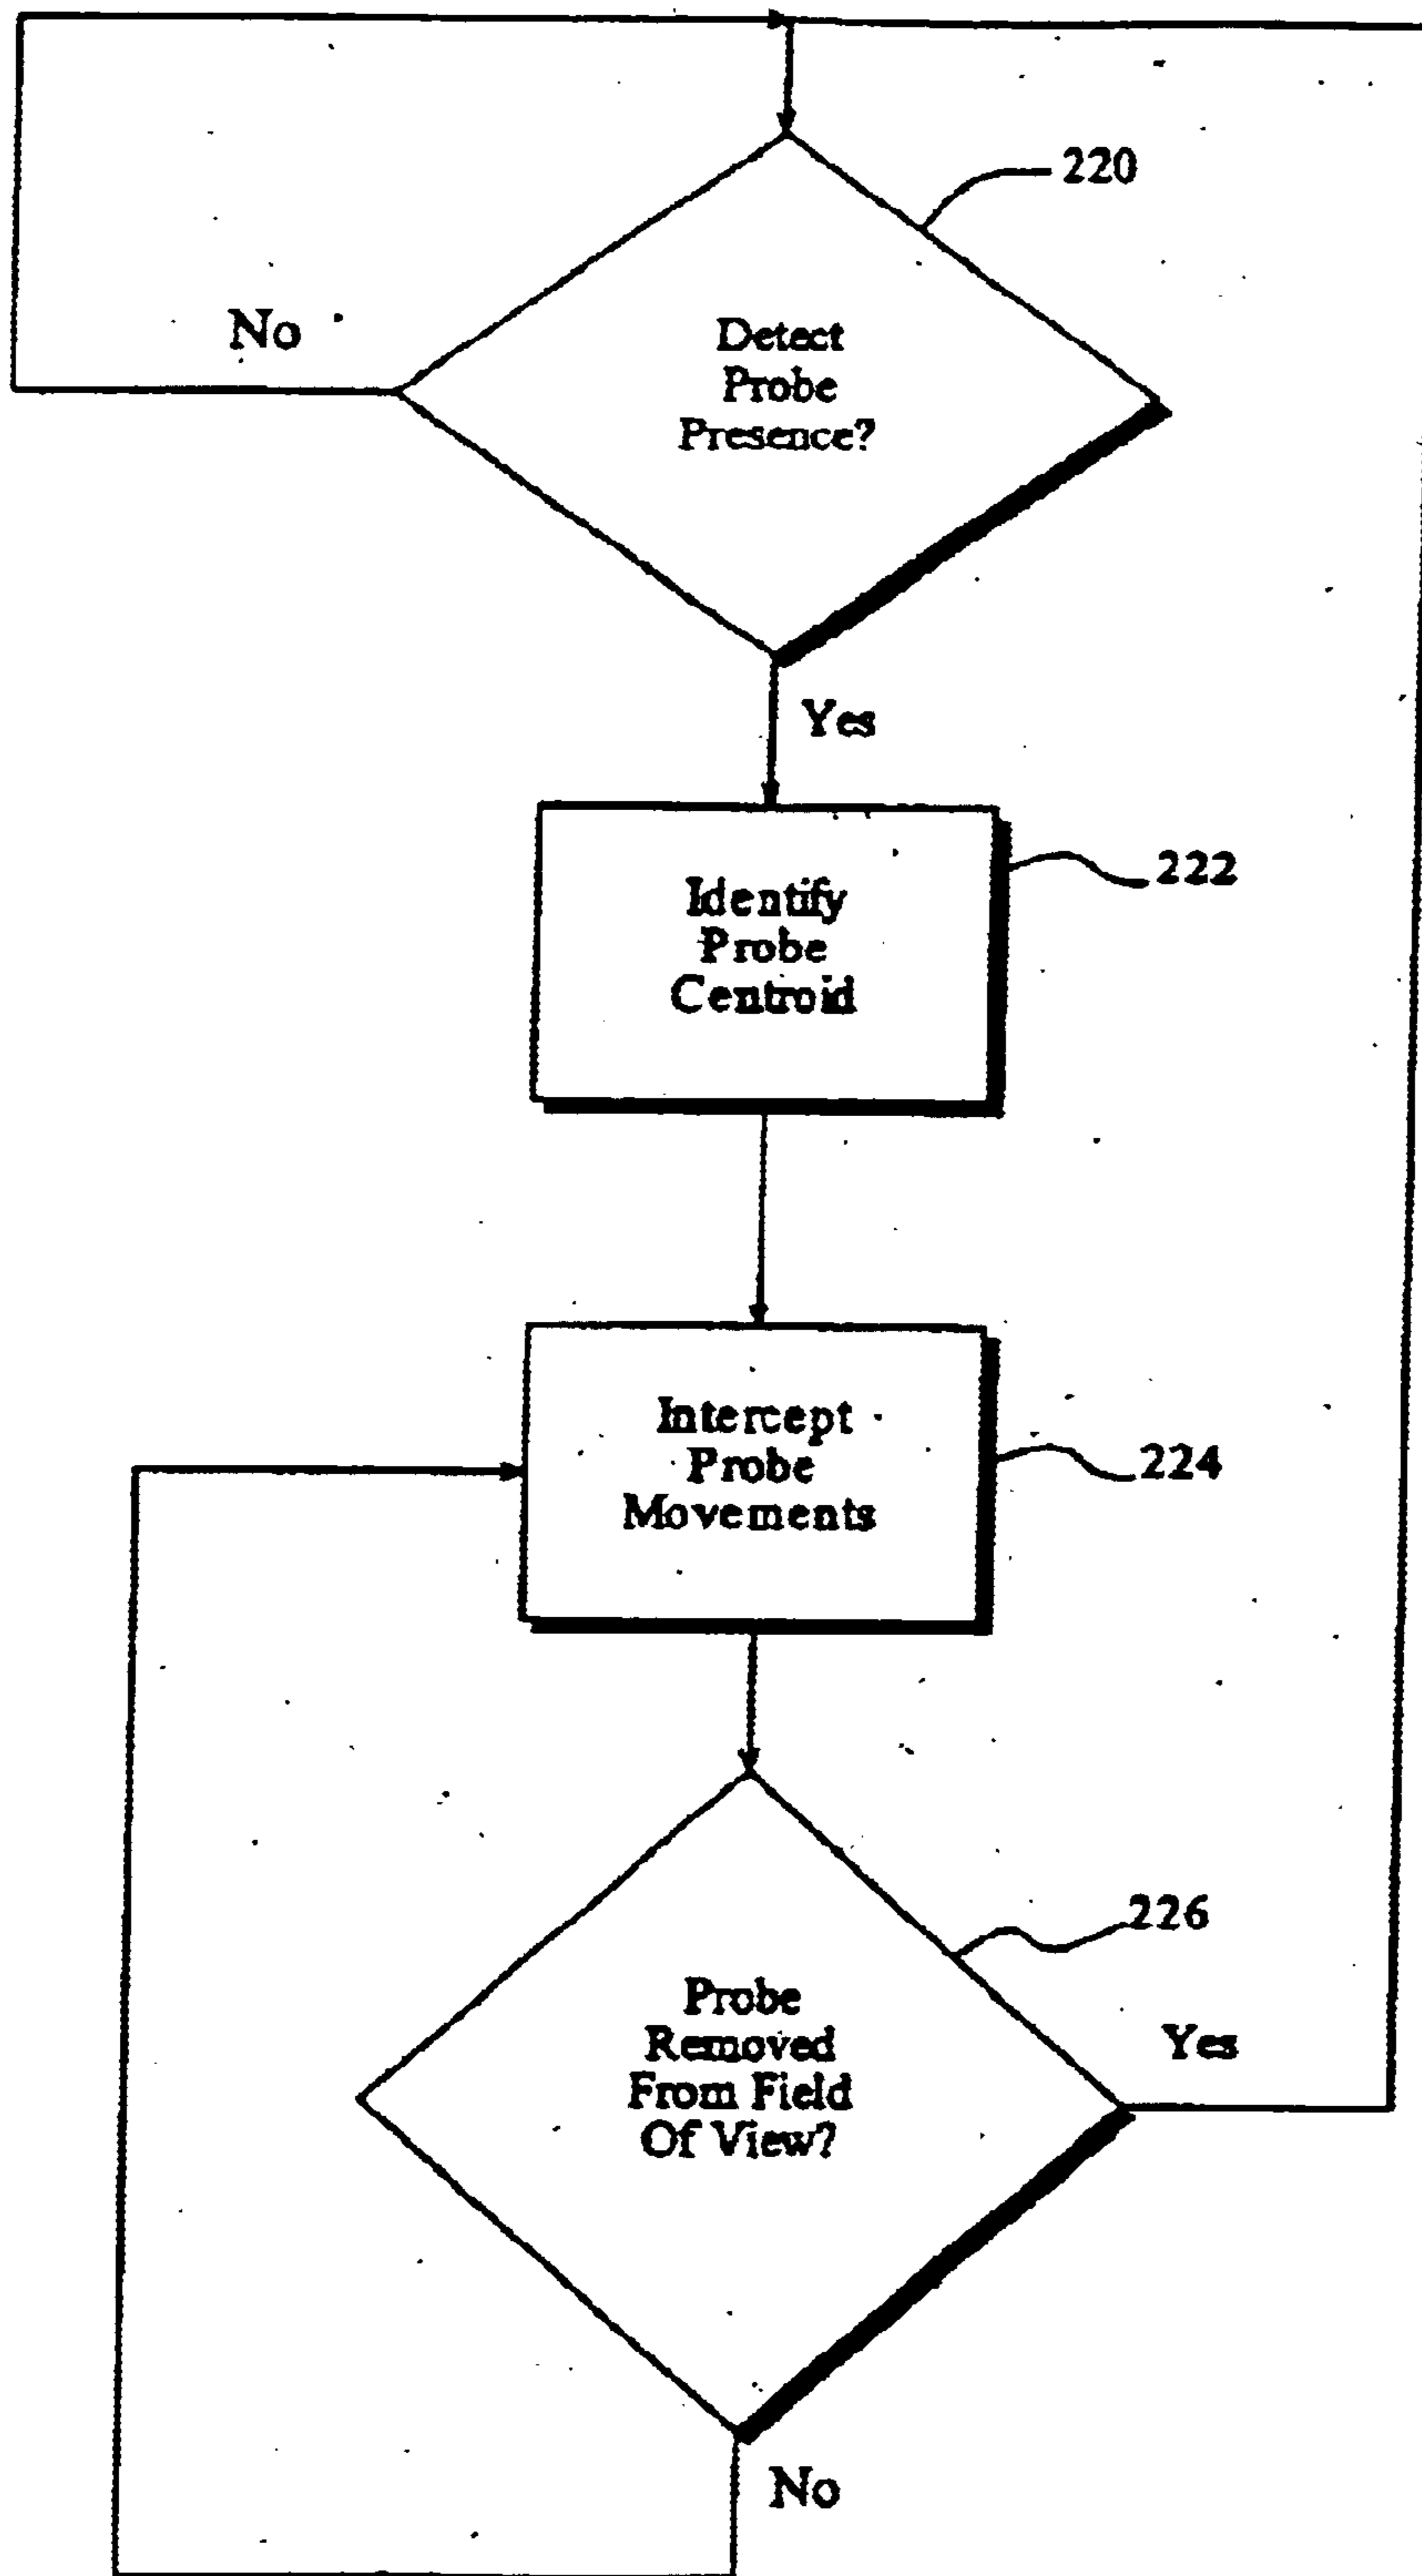 220
No
Detect
Probe
Presence?
Yes
222
Identify
Probe
Centroid
Intercept
Probe
Movements
224
226
Probe
Removed
From Field
Of View?
Yes
No